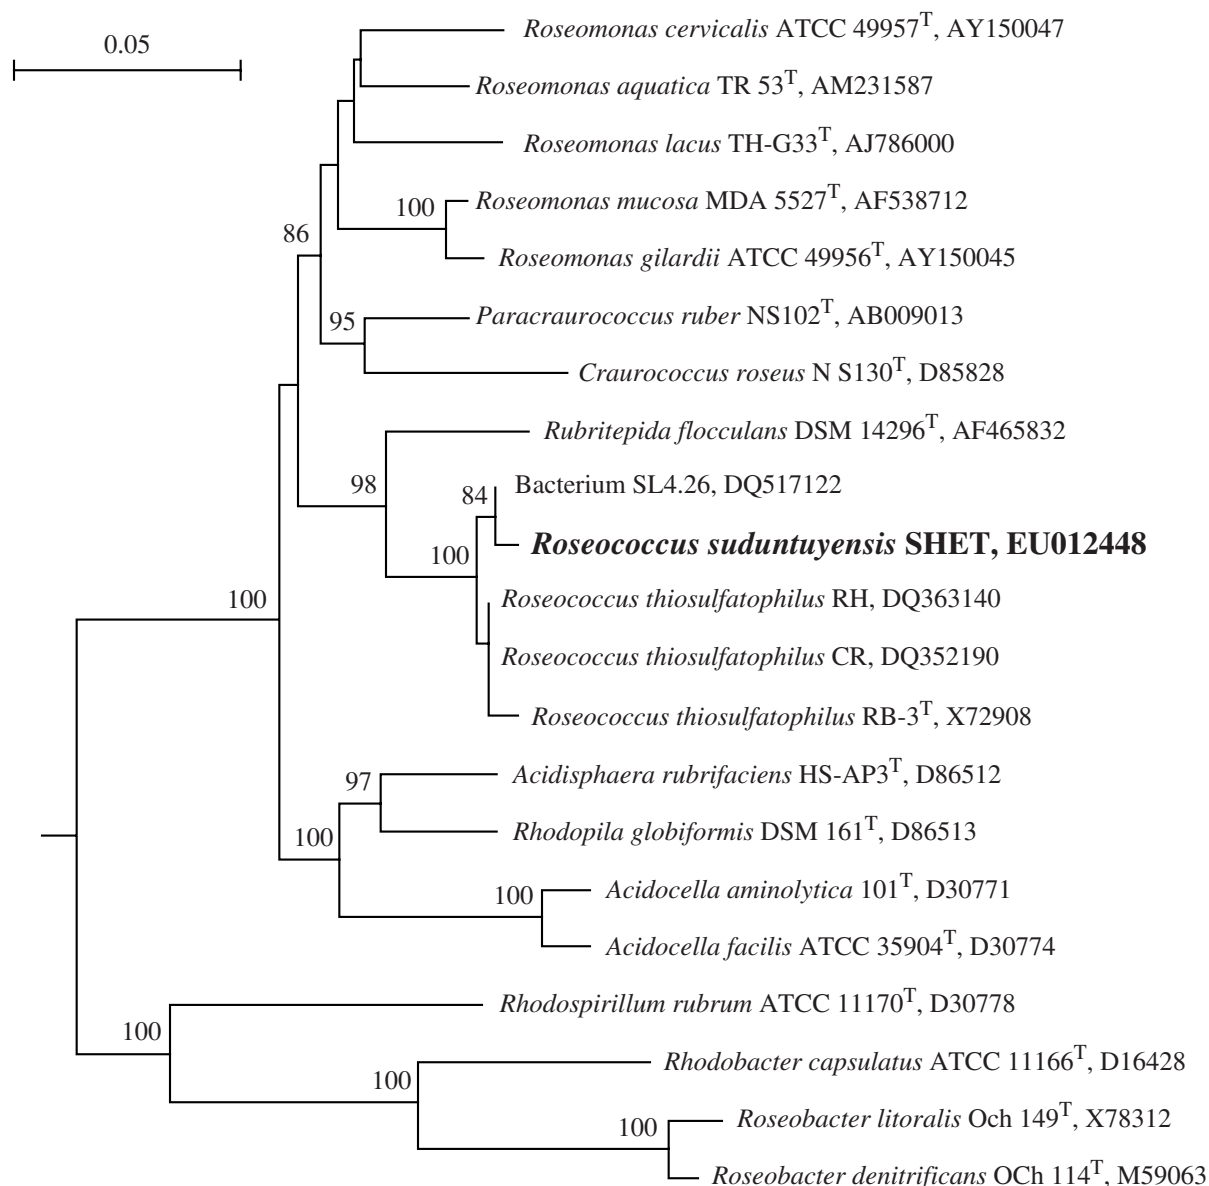 Roseomonas cervicalis ATCC 49957T, AY150047
0.05
Roseomonas aquatica TR 53T, AM231587
Roseomonas lacus TH-G33T, AJ786000
100
Roseomonas mucosa MDA 5527T, AF538712
86
Roseomonas gilardii ATCC 49956T, AY150045
95
Paracraurococcus ruber NS102T, AB009013
Craurococcus roseus N S130T, D85828
Rubritepida flocculans DSM 14296T, AF465832
98
84
Bacterium SL4.26, DQ517122
Roseococcus suduntuyensis SHET, EU012448
100
Roseococcus thiosulfatophilus RH, DQ363140
100
Roseococcus thiosulfatophilus CR, DQ352190
Roseococcus thiosulfatophilus RB-3T, X72908
97
Acidisphaera rubrifaciens HS-AP3T, D86512
100
Rhodopila globiformis DSM 161T, D86513
100
Acidocella aminolytica 101T, D30771
Acidocella facilis ATCC 35904T, D30774
Rhodospirillum rubrum ATCC 11170T, D30778
100
Rhodobacter capsulatus ATCC 11166T, D16428
100
Roseobacter litoralis Och 149T, X78312
100
Roseobacter denitrificans OCh 114T, M59063